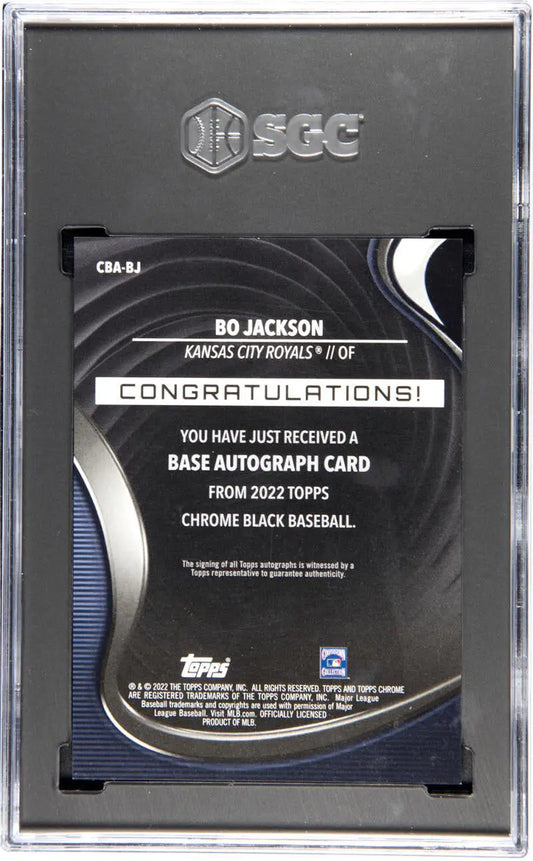 SGC
CBA-BJ
BO JACKSON
KANSAS CITY ROYALS® // OF
CONGRATULATIONS!
YOU HAVE JUST RECEIVED A
BASE AUTOGRAPH CARD
FROM 2022 TOPPS
CHROME BLACK BASEBALL.
The signing of all Topps autographs is witnessed by a
Topps representative to guarantee authenticity.
topps
COOPERSTOWN
COLLECTION
® & © 2022 THE TOPPS COMPANY, INC. ALL RIGHTS RESERVED. TOPPS AND TOPPS CHROME
ARE REGISTERED TRADEMARKS OF THE TOPPS COMPANY, INC. Major League
Baseball trademarks and copyrights are used with permission of Major
League Baseball. Visit MLB.com. OFFICIALLY LICENSED
PRODUCT OF MLB.